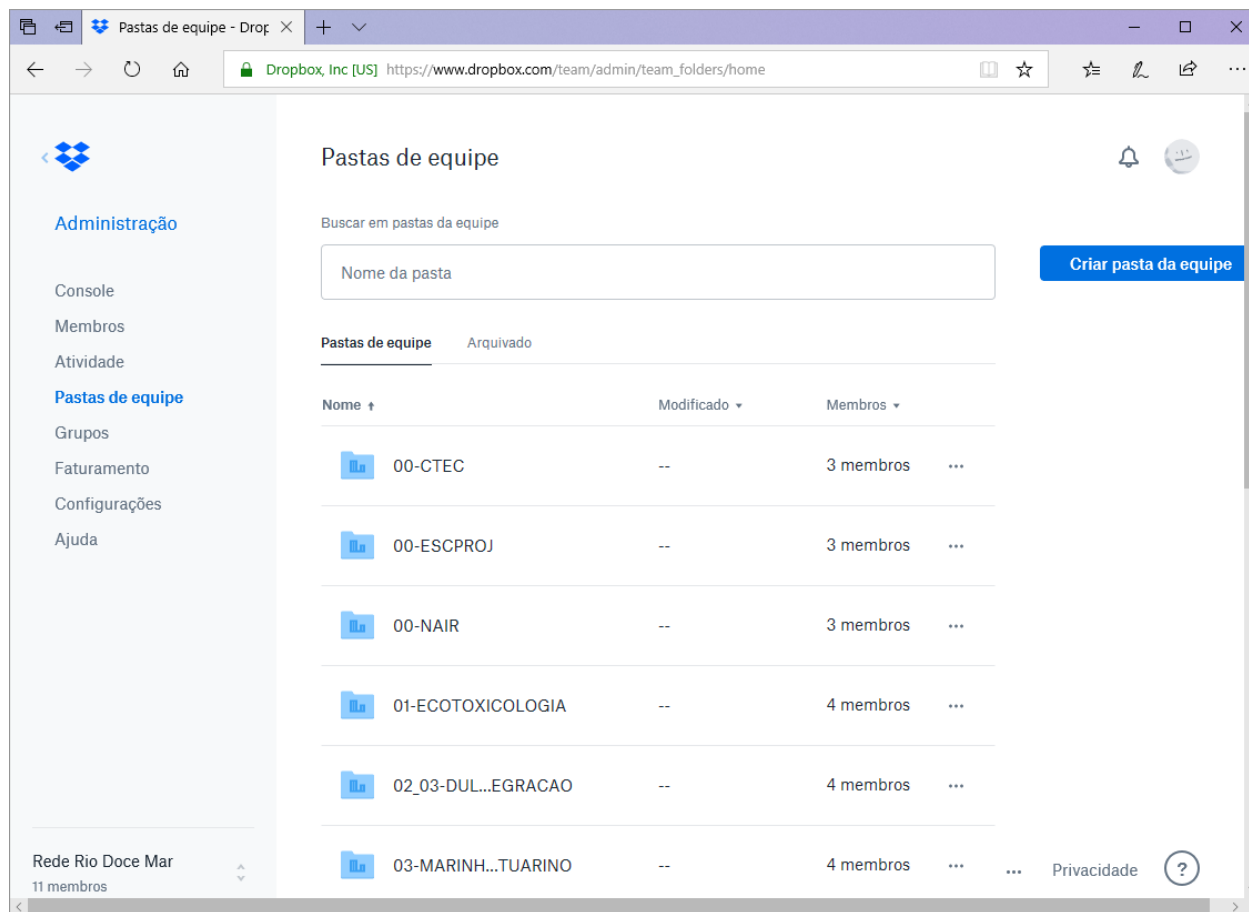 Pastas de equipe - Drop
Dropbox, Inc [US] https://www.dropbox.com/team/admin/team_folders/home
Pastas de equipe
Administração
Buscar em pastas da equipe
Nome da pasta
Criar pasta da equipe
Console
Membros
Atividade
Pastas de equipe
Grupos
Faturamento
Configurações
Ajuda
Pastas de equipe Arquivado
Nome Modificado Membros
00-CTEC -- 3 membros ...
00-ESCPROJ -- 3 membros ...
00-NAIR -- 3 membros ...
01-ECOTOXICOLOGIA -- 4 membros ...
02_03-DUL...EGRACAO -- 4 membros ...
03-MARINH...TUARINO -- 4 membros ...
... Privacidade ?
Rede Rio Doce Mar
11 membros